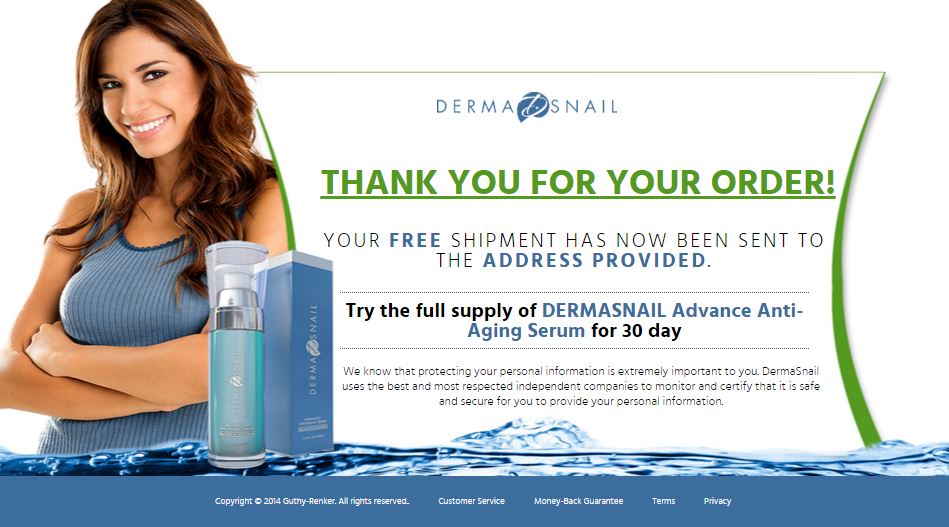 DERMA SNAIL
THANK YOU FOR YOUR ORDER!
YOUR FREE SHIPMENT HAS NOW BEEN SENT TO
THE ADDRESS PROVIDED.
Try the full supply of DERMASNAIL Advance Anti-
Aging Serum for 30 day
We know that protecting your personal information is extremely important to you. DermaSnail
uses the best and most respected independent companies to monitor and certify that it is safe
and secure for you to provide your personal information.
DERMA SNAIL
DERMA SNAIL
Copyright © 2014 Guthy-Renker. All rights reserved.. Customer Service Money-Back Guarantee Terms Privacy